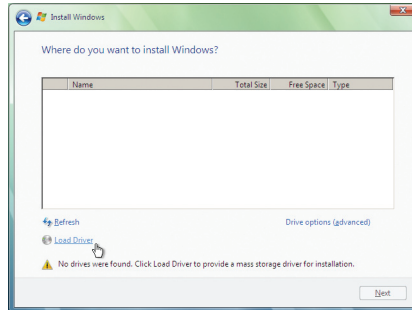 Install Windows
Where do you want to install Windows?
Name Total Size Free Space Type
Refresh Drive options (advanced)
Load Driver
No drives were found. Click Load Driver to provide a mass storage driver for installation.
Next